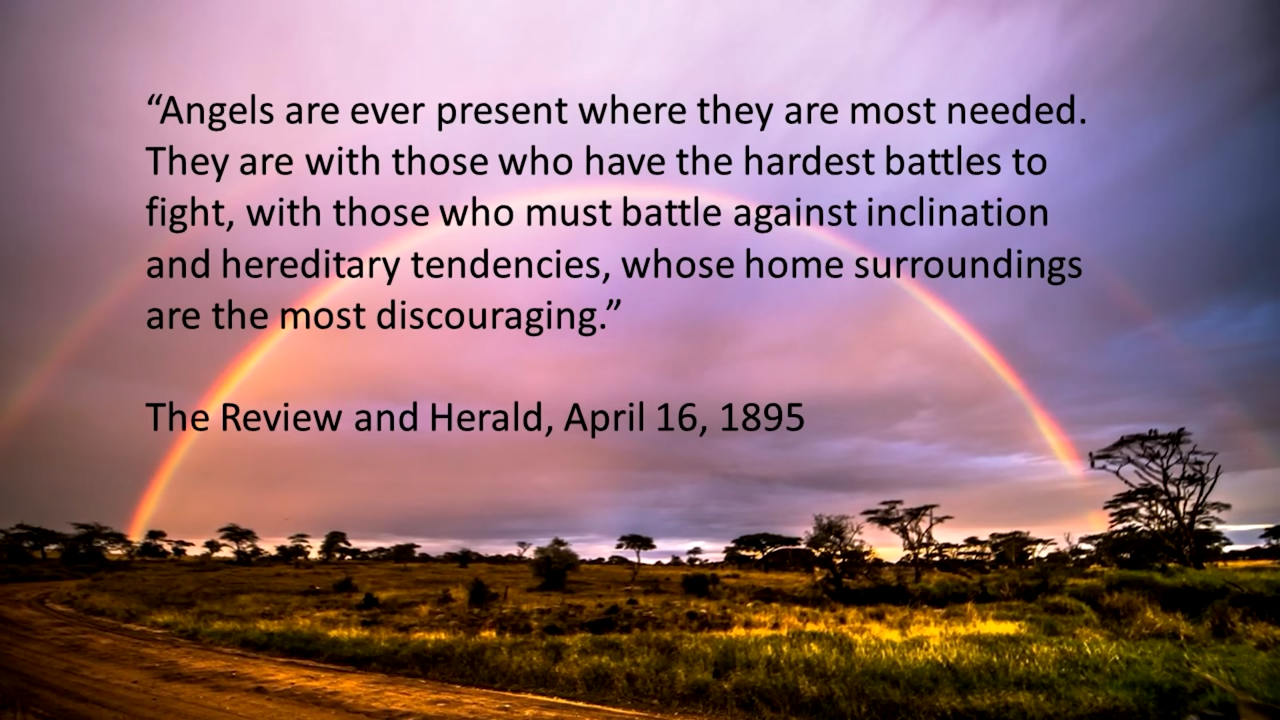 “Angels are ever present where they are most needed.
They are with those who have the hardest battles to
fight, with those who must battle against inclination
and hereditary tendencies, whose home surroundings
are the most discouraging.”
The Review and Herald, April 16, 1895